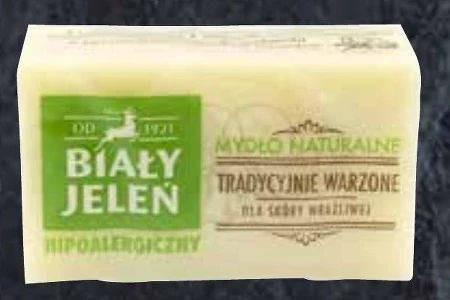 OD 1921
BIAŁY
JELEŃ
HIPOALERGICZNY
MYDŁO NATURALNE
TRADYCYJNIE WARZONE
DLA SKÓRY WRAŻLIWEJ